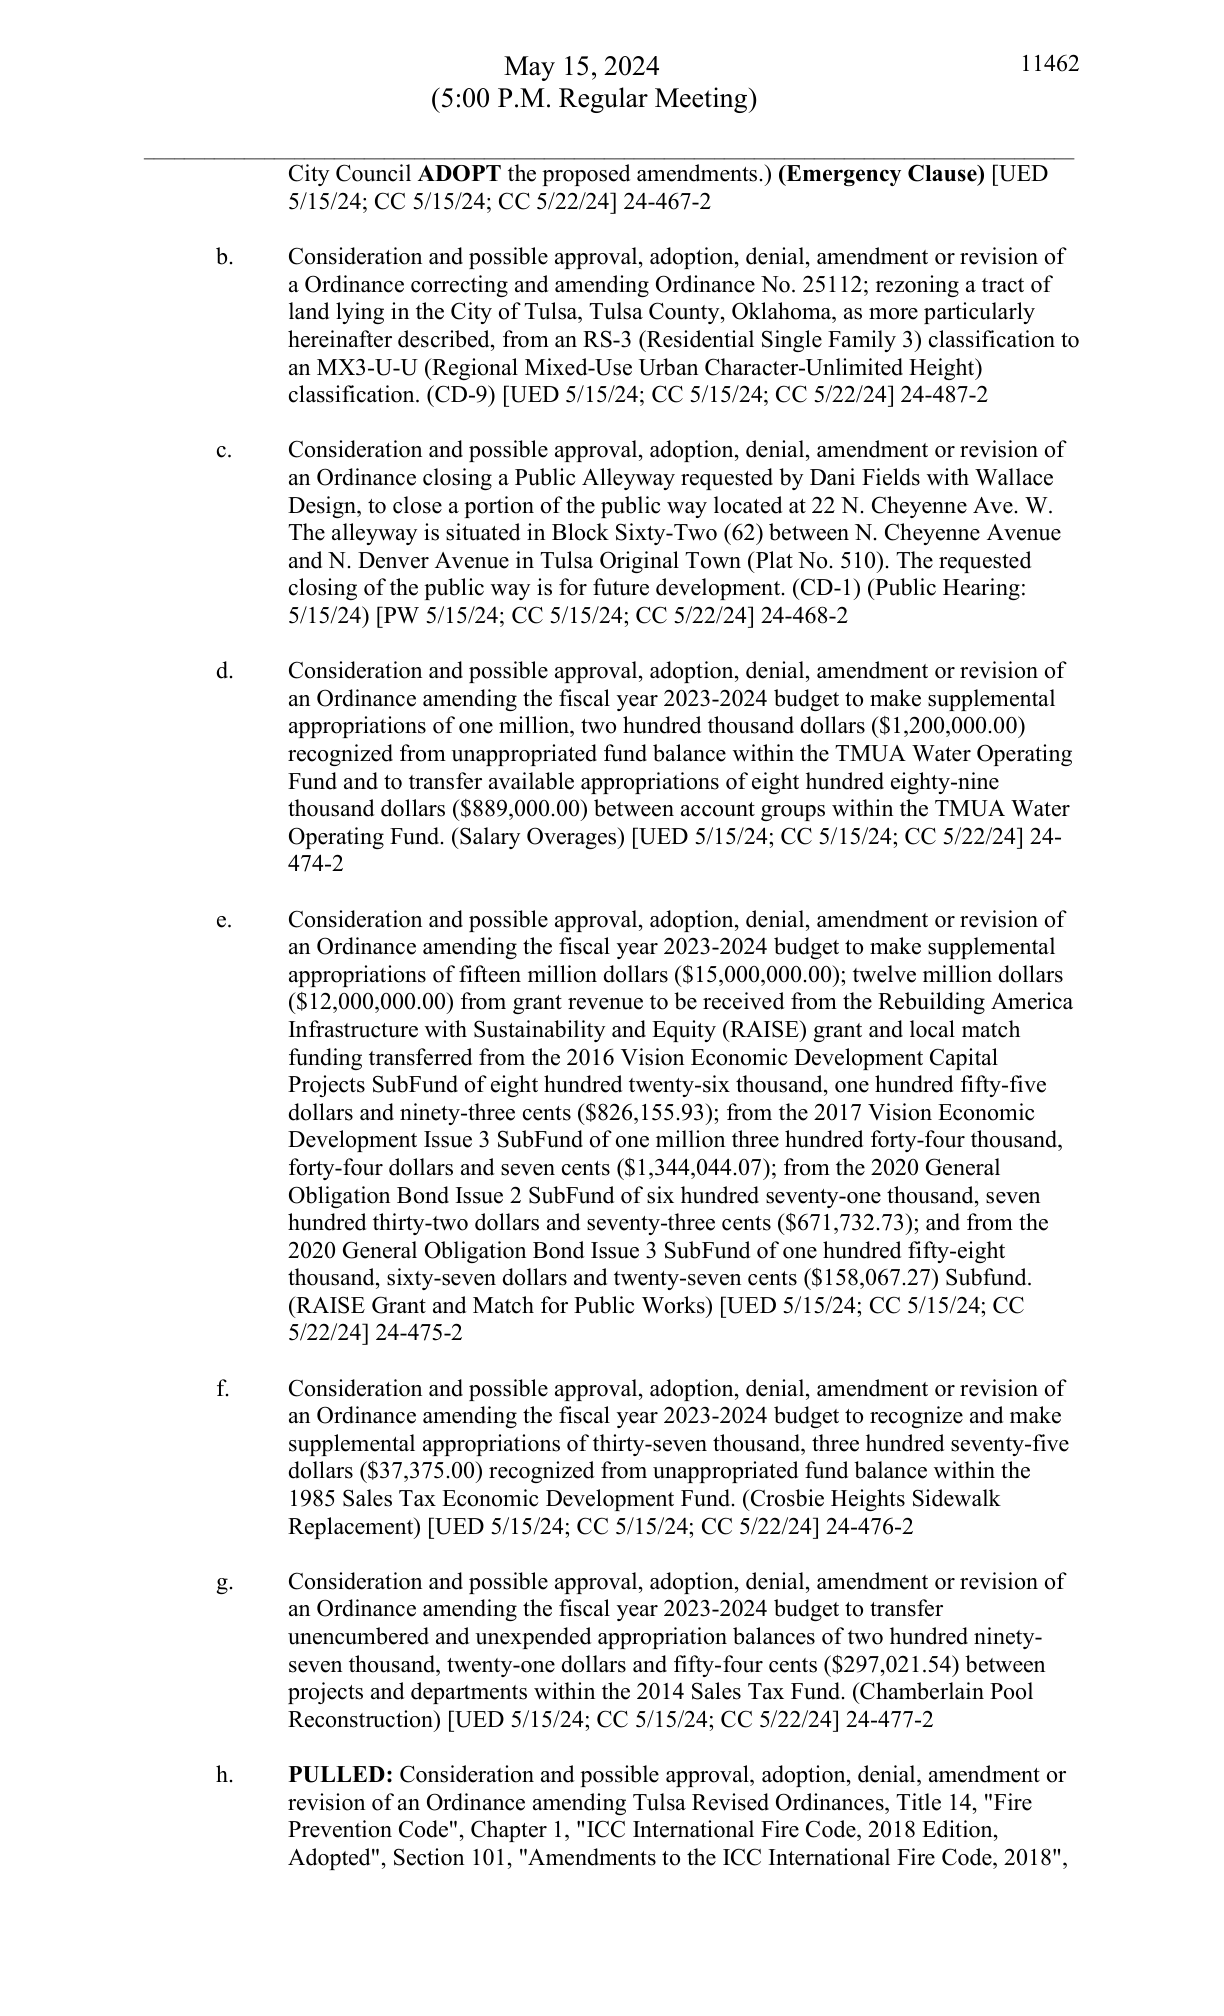 May 15, 2024
11462
(5:00 P.M. Regular Meeting)
City Council ADOPT the proposed amendments.) (Emergency Clause) [UED
5/15/24; CC 5/15/24; CC 5/22/24] 24-467-2
b. Consideration and possible approval, adoption, denial, amendment or revision of
a Ordinance correcting and amending Ordinance No. 25112; rezoning a tract of
land lying in the City of Tulsa, Tulsa County, Oklahoma, as more particularly
hereinafter described, from an RS-3 (Residential Single Family 3) classification to
an MX3-U-U (Regional Mixed-Use Urban Character-Unlimited Height)
classification. (CD-9) [UED 5/15/24; CC 5/15/24; CC 5/22/24] 24-487-2
c. Consideration and possible approval, adoption, denial, amendment or revision of
an Ordinance closing a Public Alleyway requested by Dani Fields with Wallace
Design, to close a portion of the public way located at 22 N. Cheyenne Ave. W.
The alleyway is situated in Block Sixty-Two (62) between N. Cheyenne Avenue
and N. Denver Avenue in Tulsa Original Town (Plat No. 510). The requested
closing of the public way is for future development. (CD-1) (Public Hearing:
5/15/24) [PW 5/15/24; CC 5/15/24; CC 5/22/24] 24-468-2
d. Consideration and possible approval, adoption, denial, amendment or revision of
an Ordinance amending the fiscal year 2023-2024 budget to make supplemental
appropriations of one million, two hundred thousand dollars ($1,200,000.00)
recognized from unappropriated fund balance within the TMUA Water Operating
Fund and to transfer available appropriations of eight hundred eighty-nine
thousand dollars ($889,000.00) between account groups within the TMUA Water
Operating Fund. (Salary Overages) [UED 5/15/24; CC 5/15/24; CC 5/22/24] 24-
474-2
e. Consideration and possible approval, adoption, denial, amendment or revision of
an Ordinance amending the fiscal year 2023-2024 budget to make supplemental
appropriations of fifteen million dollars ($15,000,000.00); twelve million dollars
($12,000,000.00) from grant revenue to be received from the Rebuilding America
Infrastructure with Sustainability and Equity (RAISE) grant and local match
funding transferred from the 2016 Vision Economic Development Capital
Projects SubFund of eight hundred twenty-six thousand, one hundred fifty-five
dollars and ninety-three cents ($826,155.93); from the 2017 Vision Economic
Development Issue 3 SubFund of one million three hundred forty-four thousand,
forty-four dollars and seven cents ($1,344,044.07); from the 2020 General
Obligation Bond Issue 2 SubFund of six hundred seventy-one thousand, seven
hundred thirty-two dollars and seventy-three cents ($671,732.73); and from the
2020 General Obligation Bond Issue 3 SubFund of one hundred fifty-eight
thousand, sixty-seven dollars and twenty-seven cents ($158,067.27) Subfund.
(RAISE Grant and Match for Public Works) [UED 5/15/24; CC 5/15/24; CC
5/22/24] 24-475-2
f. Consideration and possible approval, adoption, denial, amendment or revision of
an Ordinance amending the fiscal year 2023-2024 budget to recognize and make
supplemental appropriations of thirty-seven thousand, three hundred seventy-five
dollars ($37,375.00) recognized from unappropriated fund balance within the
1985 Sales Tax Economic Development Fund. (Crosbie Heights Sidewalk
Replacement) [UED 5/15/24; CC 5/15/24; CC 5/22/24] 24-476-2
g. Consideration and possible approval, adoption, denial, amendment or revision of
an Ordinance amending the fiscal year 2023-2024 budget to transfer
unencumbered and unexpended appropriation balances of two hundred ninety-
seven thousand, twenty-one dollars and fifty-four cents ($297,021.54) between
projects and departments within the 2014 Sales Tax Fund. (Chamberlain Pool
Reconstruction) [UED 5/15/24; CC 5/15/24; CC 5/22/24] 24-477-2
h. PULLED: Consideration and possible approval, adoption, denial, amendment or
revision of an Ordinance amending Tulsa Revised Ordinances, Title 14, "Fire
Prevention Code", Chapter 1, "ICC International Fire Code, 2018 Edition,
Adopted", Section 101, "Amendments to the ICC International Fire Code, 2018",